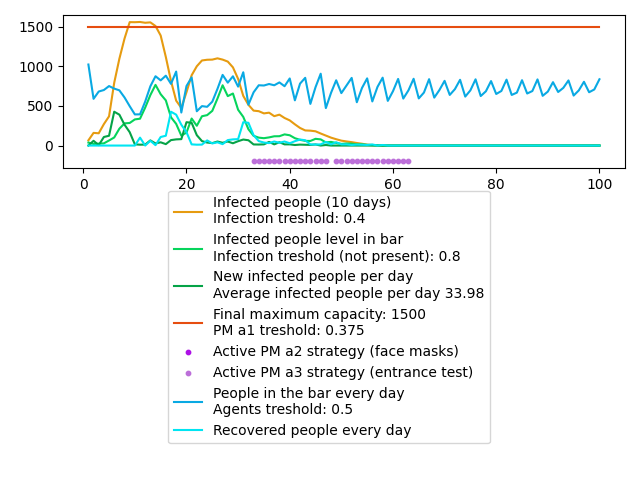 1500
1000
500
0
0
20
40
60
80
100
Infected people (10 days)
Infection treshold: 0.4
Infected people level in bar
Infection treshold (not present): 0.8
New infected people per day
Average infected people per day 33.98
Final maximum capacity: 1500
PM a1 treshold: 0.375
Active PM a2 strategy (face masks)
Active PM a3 strategy (entrance test)
People in the bar every day
Agents treshold: 0.5
Recovered people every day